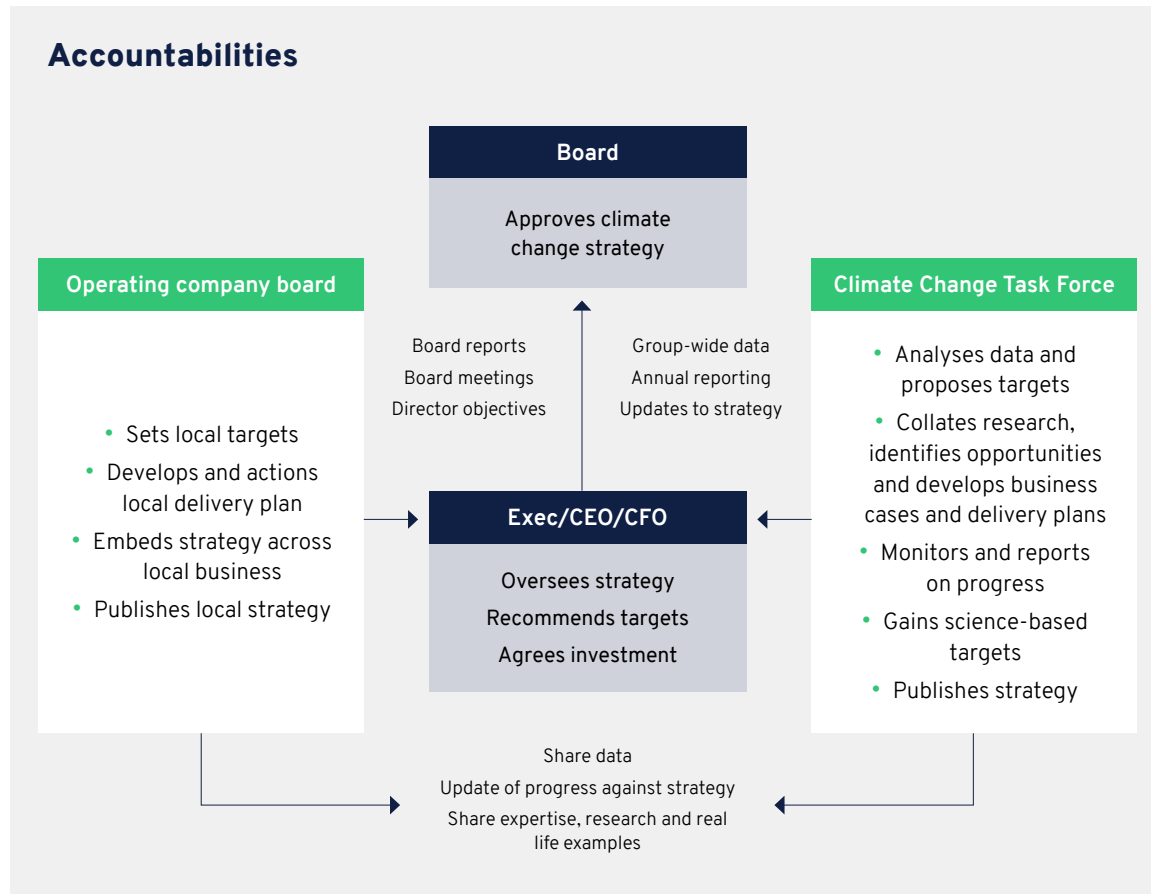 Accountabilities
Board
Approves climate
change strategy
Operating company board
• Sets local targets
• Develops and actions
local delivery plan
• Embeds strategy across
local business
• Publishes local strategy
Board reports
Board meetings
Director objectives
Group-wide data
Annual reporting
Updates to strategy
Climate Change Task Force
• Analyses data and
proposes targets
• Collates research,
identifies opportunities
and develops business
cases and delivery plans
• Monitors and reports
on progress
• Gains science-based
targets
• Publishes strategy
Exec/CEO/CFO
Oversees strategy
Recommends targets
Agrees investment
Share data
Update of progress against strategy
Share expertise, research and real
life examples